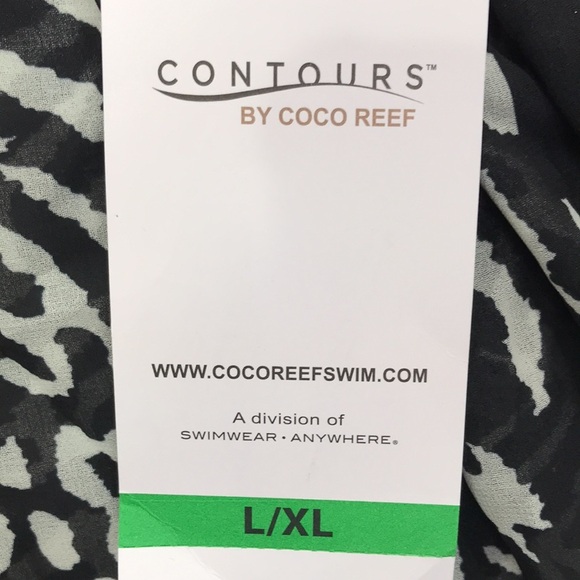 CONTOURS™
BY COCO REEF
WWW.COCOREEFSWIM.COM
A division of
SWIMWEAR • ANYWHERE®
L/XL